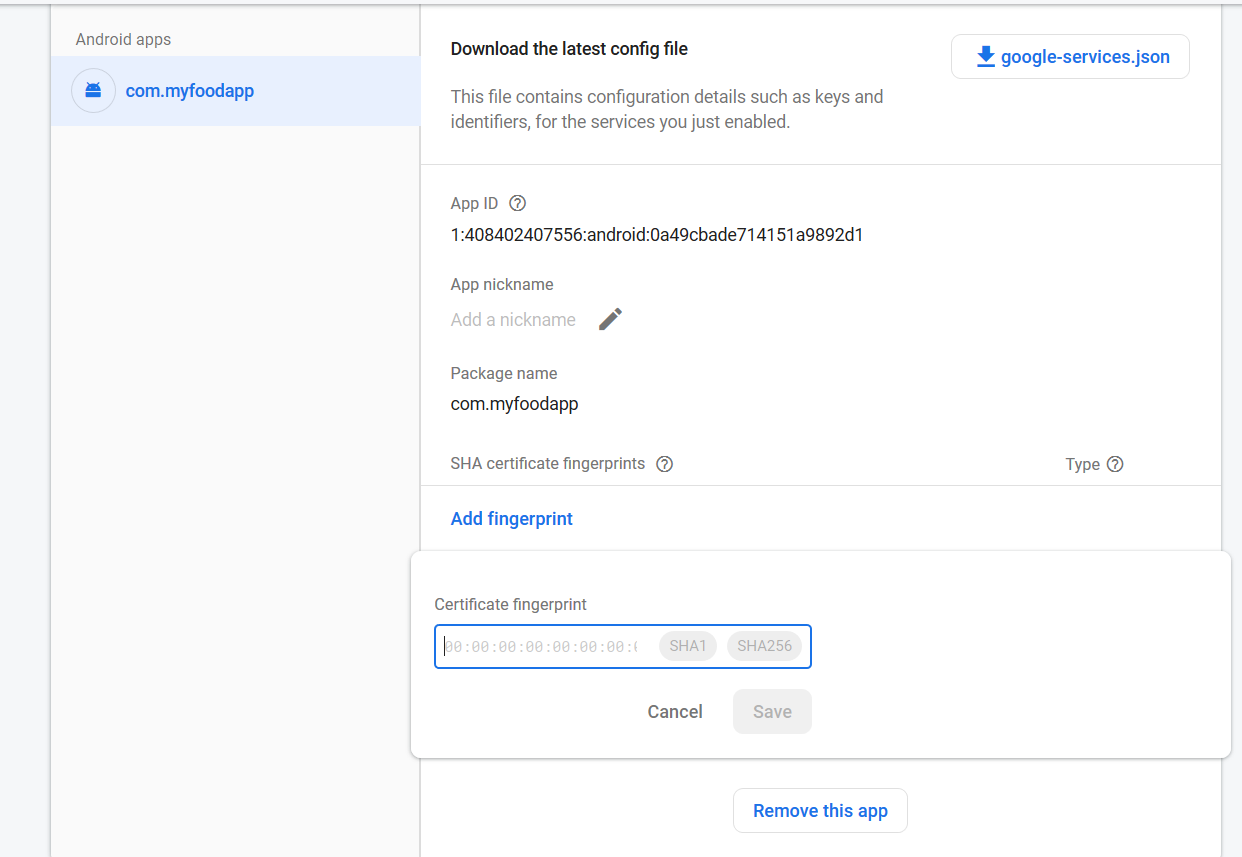 Android apps
com.myfoodapp
Download the latest config file
google-services.json
This file contains configuration details such as keys and
identifiers, for the services you just enabled.
App ID
1:408402407556:android:0a49cbade714151a9892d1
App nickname
Add a nickname
Package name
com.myfoodapp
SHA certificate fingerprints
Type
Add fingerprint
Certificate fingerprint
00:00:00:00:00:00:00:0 SHA1 SHA256
Cancel Save
Remove this app